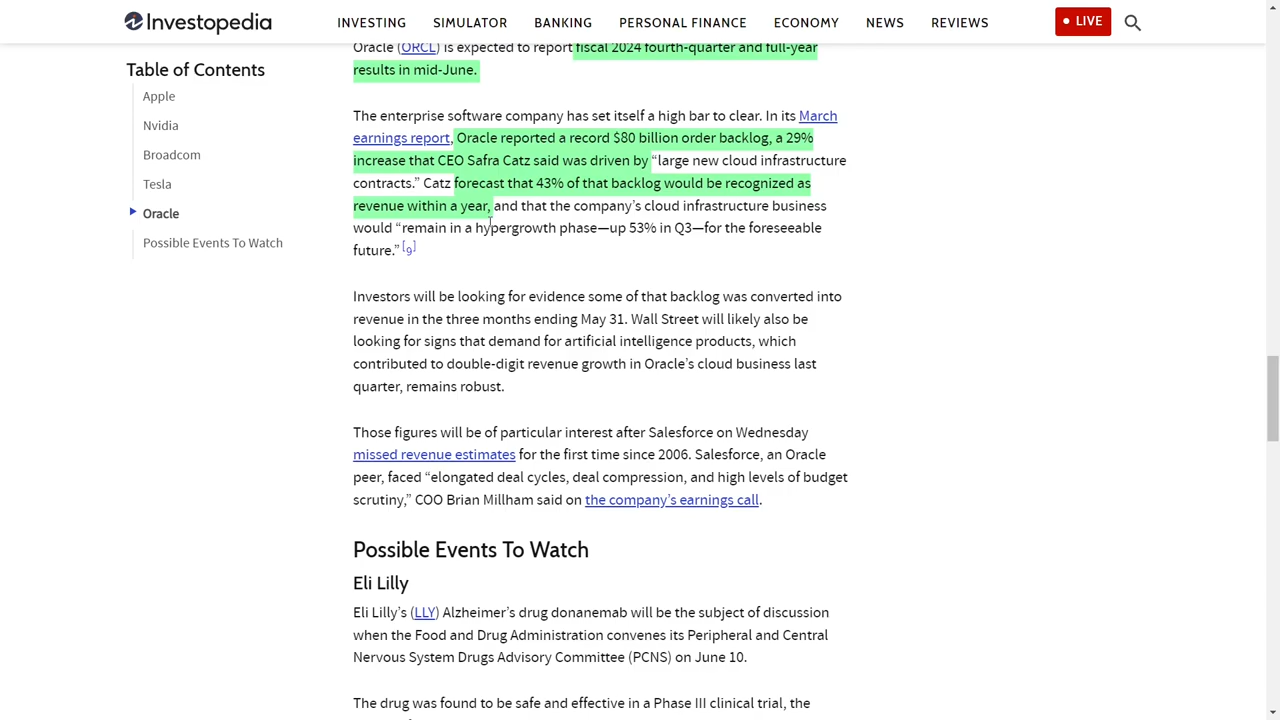 Investopedia
INVESTING
SIMULATOR
BANKING
PERSONAL FINANCE
ECONOMY
NEWS
REVIEWS
LIVE
Table of Contents
Apple
Nvidia
Broadcom
Tesla
Oracle
Possible Events To Watch
Oracle (ORCL) is expected to report fiscal 2024 fourth-quarter and full-year
results in mid-June.
The enterprise software company has set itself a high bar to clear. In its March
earnings report, Oracle reported a record $80 billion order backlog, a 29%
increase that CEO Safra Catz said was driven by “large new cloud infrastructure
contracts.” Catz forecast that 43% of that backlog would be recognized as
revenue within a year, and that the company’s cloud infrastructure business
would “remain in a hypergrowth phase—up 53% in Q3—for the foreseeable
future.” [9]
Investors will be looking for evidence some of that backlog was converted into
revenue in the three months ending May 31. Wall Street will likely also be
looking for signs that demand for artificial intelligence products, which
contributed to double-digit revenue growth in Oracle’s cloud business last
quarter, remains robust.
Those figures will be of particular interest after Salesforce on Wednesday
missed revenue estimates for the first time since 2006. Salesforce, an Oracle
peer, faced “elongated deal cycles, deal compression, and high levels of budget
scrutiny,” COO Brian Millham said on the company’s earnings call.
Possible Events To Watch
Eli Lilly
Eli Lilly’s (LLY) Alzheimer’s drug donanemab will be the subject of discussion
when the Food and Drug Administration convenes its Peripheral and Central
Nervous System Drugs Advisory Committee (PCNS) on June 10.
The drug was found to be safe and effective in a Phase III clinical trial, the